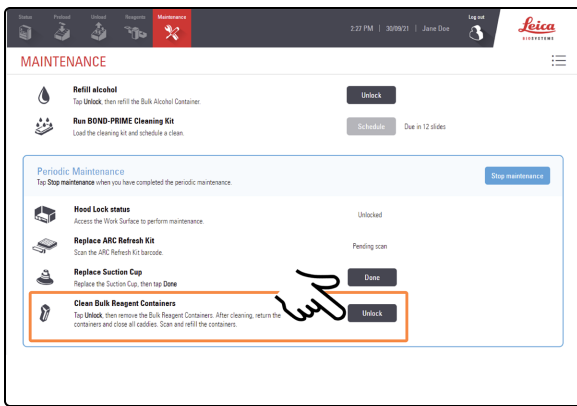 Status Preload Unload Reagents Maintenance
2:27 PM | 30/09/21 | Jane Doe
Log out
Leica
BIOSYSTEMS
MAINTENANCE
Refill alcohol
Tap Unlock, then refill the Bulk Alcohol Container.
Unlock
Run BOND-PRIME Cleaning Kit
Load the cleaning kit and schedule a clean.
Schedule
Due in 12 slides
Periodic Maintenance
Tap Stop maintenance when you have completed the periodic maintenance.
Stop maintenance
Hood Lock status
Access the Work Surface to perform maintenance.
Unlocked
Replace ARC Refresh Kit
Scan the ARC Refresh Kit barcode.
Pending scan
Replace Suction Cup
Replace the Suction Cup, then tap Done
Done
Clean Bulk Reagent Containers
Tap Unlock, then remove the Bulk Reagent Containers. After cleaning, return the
containers and close all caddies. Scan and refill the containers.
Unlock